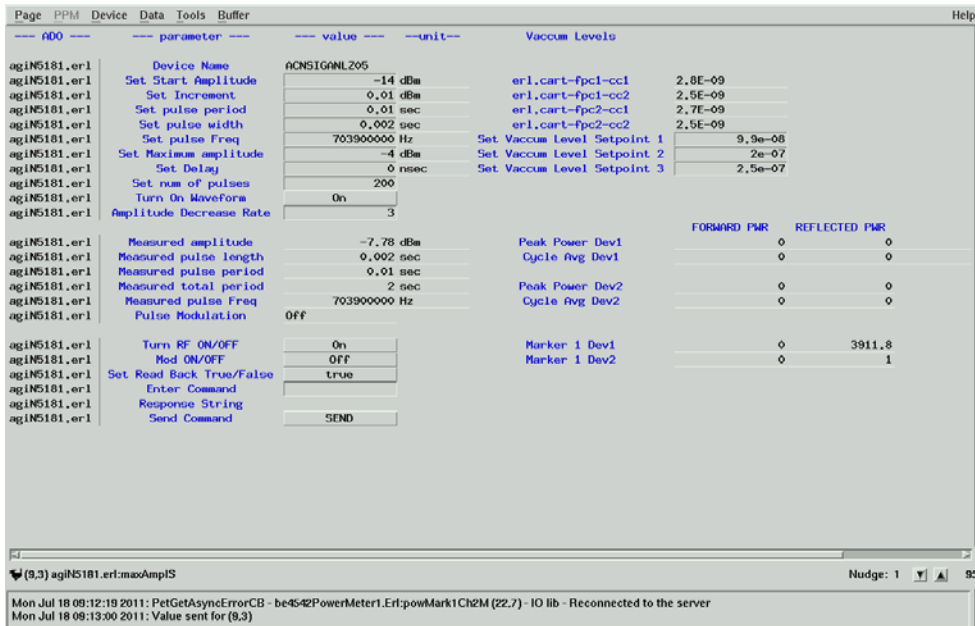 Page PPM Device Data Tools Buffer Help
--- ADO --- --- parameter --- --- value --- --unit-- Vaccum Levels
agiN5181.erl Device Name ACNSIGANL205
agiN5181.erl Set Start Amplitude -14 dBm erl.cart-fpc1-cc1 2.8E-09
agiN5181.erl Set Increment 0.01 dBm erl.cart-fpc1-cc2 2.5E-09
agiN5181.erl Set pulse period 0.01 sec erl.cart-fpc2-cc1 2.7E-09
agiN5181.erl Set pulse width 0.002 sec erl.cart-fpc2-cc2 2.5E-09
agiN5181.erl Set pulse Freq 703900000 Hz Set Vaccum Level Setpoint 1 9.9e-08
agiN5181.erl Set Maximum amplitude -4 dBm Set Vaccum Level Setpoint 2 2e-07
agiN5181.erl Set Delay 0 nsec Set Vaccum Level Setpoint 3 2.5e-07
agiN5181.erl Set num of pulses 200
agiN5181.erl Turn On Waveform On
agiN5181.erl Amplitude Decrease Rate 3
FORWARD PWR REFLECTED PWR
agiN5181.erl Measured amplitude -7.78 dBm Peak Power Dev1 0 0
agiN5181.erl Measured pulse length 0.002 sec Cycle Avg Dev1 0 0
agiN5181.erl Measured pulse period 0.01 sec
agiN5181.erl Measured total period 2 sec Peak Power Dev2 0 0
agiN5181.erl Measured pulse Freq 703900000 Hz Cycle Avg Dev2 0 0
agiN5181.erl Pulse Modulation Off
agiN5181.erl Turn RF ON/OFF On Marker 1 Dev1 0 3911.8
agiN5181.erl Mod ON/OFF Off Marker 1 Dev2 0 1
agiN5181.erl Set Read Back True/False true
agiN5181.erl Enter Command
agiN5181.erl Response String
agiN5181.erl Send Command SEND
(9,3) agiN5181.erl:maxAmplS Nudge: 1
Mon Jul 18 09:12:19 2011: PetGetAsyncErrorCB - be4542PowerMeter1.Erl:powMark1Ch2M (22,7) - IO lib - Reconnected to the server
Mon Jul 18 09:13:00 2011: Value sent for (9,3)